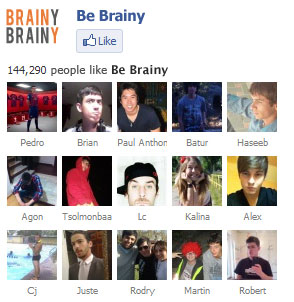 BRAINY
BRAINY
Be Brainy
Like
144,290 people like Be Brainy
Pedro Brian Paul Anthon Batur Haseeb
Agon Tsolmonbaa Lc Kalina Alex
Cj Juste Rodry Martin Robert